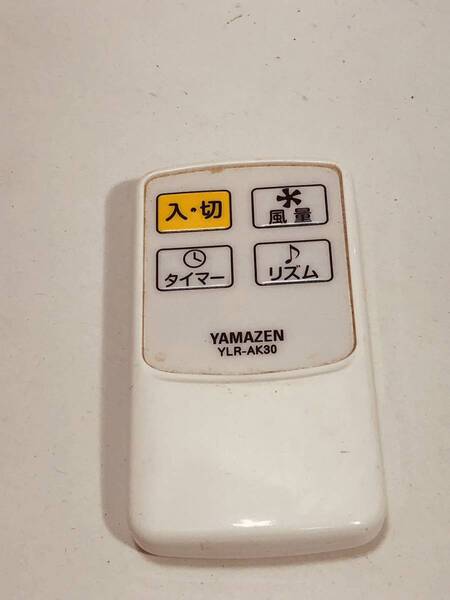 入・切
風量
タイマー
リズム
YAMAZEN
YLR-AK30